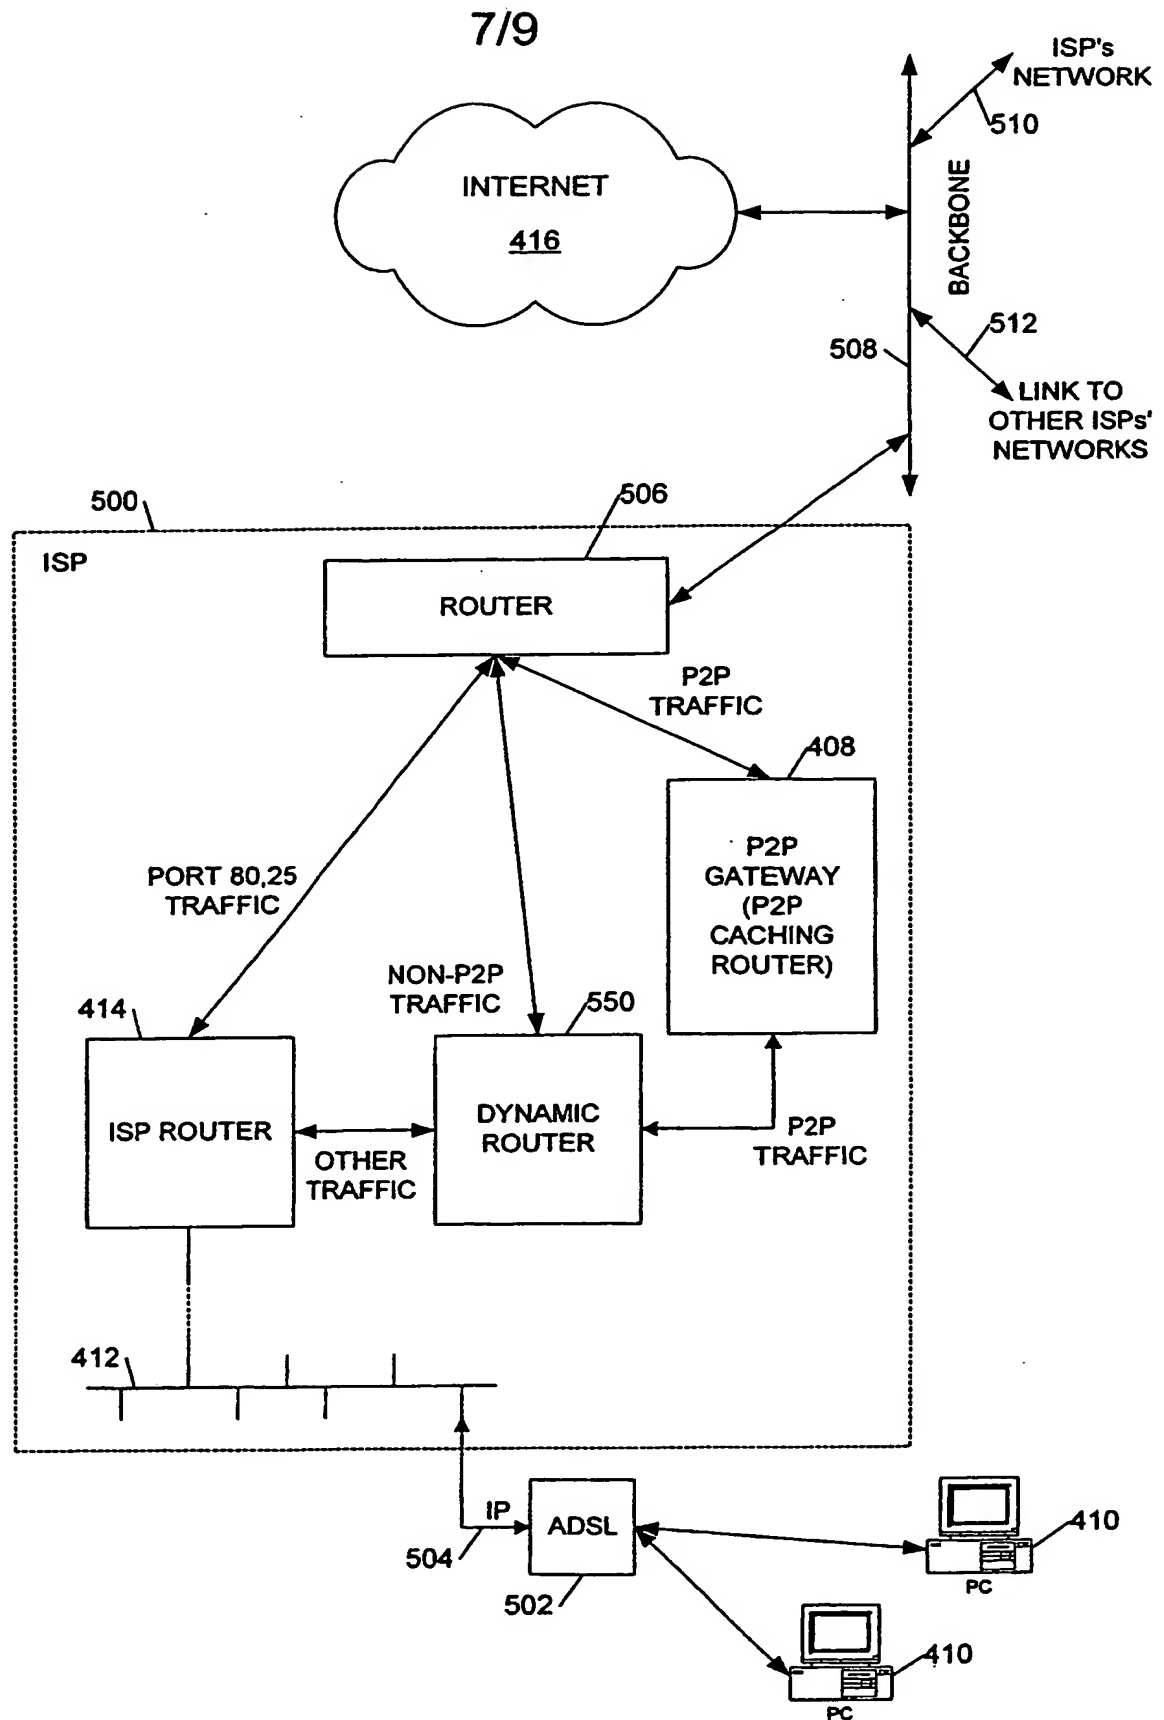 7/9
ISP's
NETWORK
510
INTERNET
416
BACKBONE
512
508
LINK TO
OTHER ISPs'
NETWORKS
500
506
ISP
ROUTER
P2P
TRAFFIC
408
P2P
GATEWAY
(P2P
CACHING
ROUTER)
PORT 80,25
TRAFFIC
NON-P2P
TRAFFIC
414
550
ISP ROUTER
DYNAMIC
ROUTER
OTHER
TRAFFIC
P2P
TRAFFIC
412
IP
ADSL
504
502
410
PC
410
PC